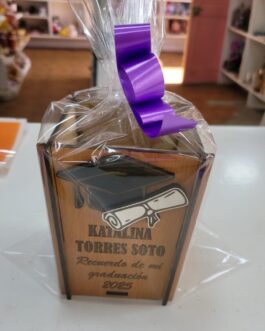 KATALINA
TORRES SOTO
Recuerdo de mi
graduación
2025